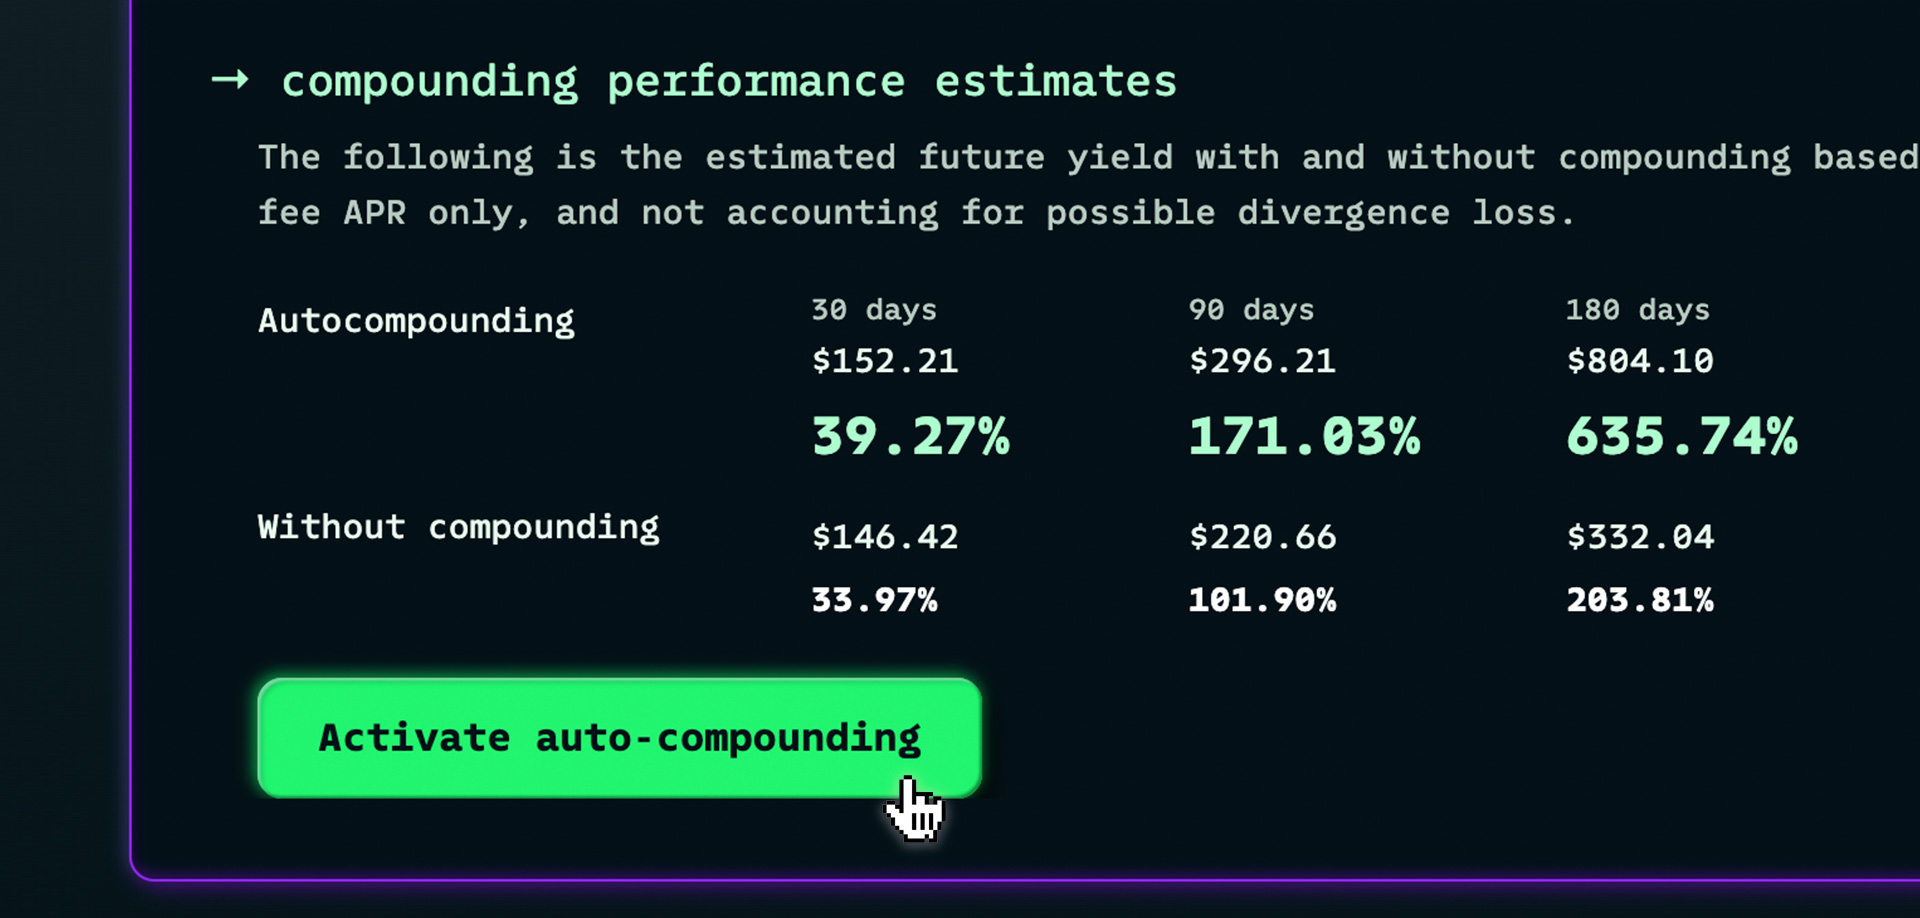 → compounding performance estimates
The following is the estimated future yield with and without compounding based
fee APR only, and not accounting for possible divergence loss.
Autocompounding
30 days 90 days 180 days
$152.21 $296.21 $804.10
39.27% 171.03% 635.74%
Without compounding
$146.42 $220.66 $332.04
33.97% 101.90% 203.81%
Activate auto-compounding